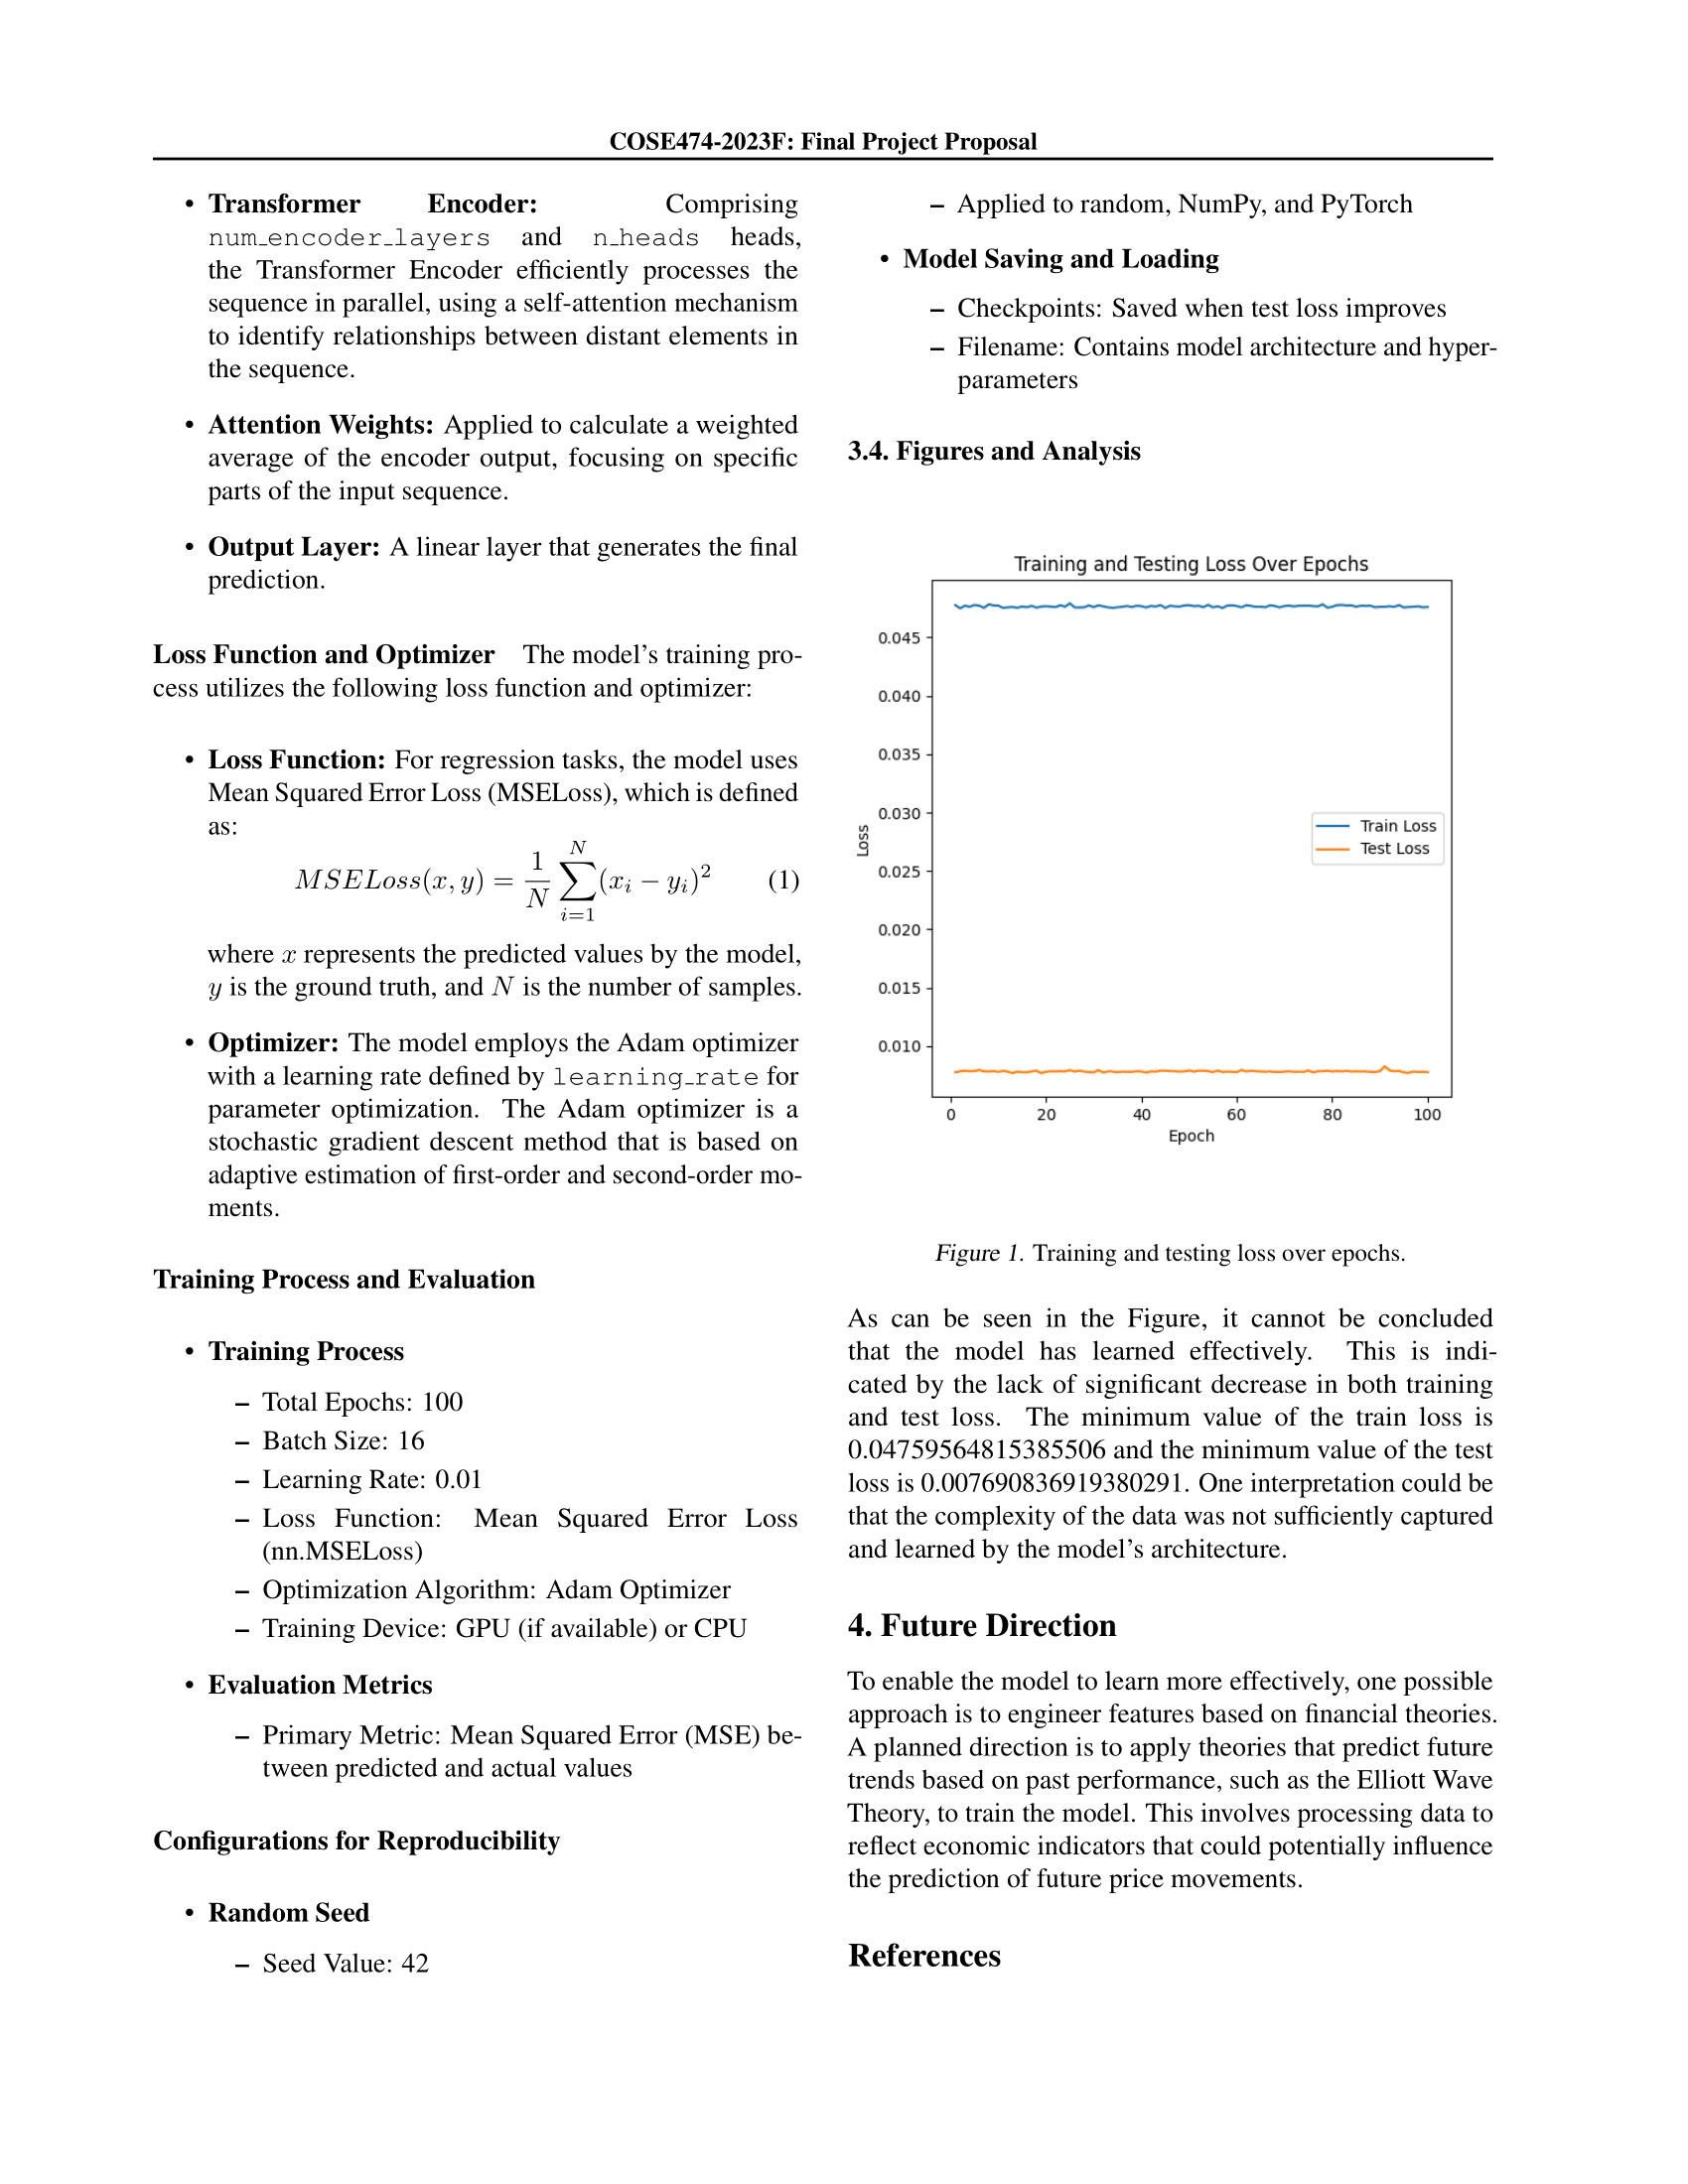 COSE474-2023F: Final Project Proposal
• Transformer Encoder: Comprising
num_encoder_layers and n_heads heads,
the Transformer Encoder efficiently processes the
sequence in parallel, using a self-attention mechanism
to identify relationships between distant elements in
the sequence.
• Attention Weights: Applied to calculate a weighted
average of the encoder output, focusing on specific
parts of the input sequence.
• Output Layer: A linear layer that generates the final
prediction.
Loss Function and Optimizer The model's training pro-
cess utilizes the following loss function and optimizer:
• Loss Function: For regression tasks, the model uses
Mean Squared Error Loss (MSELoss), which is defined
as:
MSELoss(x, y) = 1/N ∑_{i=1}^{N} (x_i − y_i)^2 (1)
where x represents the predicted values by the model,
y is the ground truth, and N is the number of samples.
• Optimizer: The model employs the Adam optimizer
with a learning rate defined by learning_rate for
parameter optimization. The Adam optimizer is a
stochastic gradient descent method that is based on
adaptive estimation of first-order and second-order mo-
ments.
Training Process and Evaluation
• Training Process
– Total Epochs: 100
– Batch Size: 16
– Learning Rate: 0.01
– Loss Function: Mean Squared Error Loss
(nn.MSELoss)
– Optimization Algorithm: Adam Optimizer
– Training Device: GPU (if available) or CPU
• Evaluation Metrics
– Primary Metric: Mean Squared Error (MSE) be-
tween predicted and actual values
Configurations for Reproducibility
• Random Seed
– Seed Value: 42
– Applied to random, NumPy, and PyTorch
• Model Saving and Loading
– Checkpoints: Saved when test loss improves
– Filename: Contains model architecture and hyper-
parameters
3.4. Figures and Analysis
Training and Testing Loss Over Epochs
0.045
0.040
0.035
0.030
0.025
0.020
0.015
0.010
Loss
Train Loss
Test Loss
0 20 40 60 80 100
Epoch
Figure 1. Training and testing loss over epochs.
As can be seen in the Figure, it cannot be concluded
that the model has learned effectively. This is indi-
cated by the lack of significant decrease in both training
and test loss. The minimum value of the train loss is
0.04759564815385506 and the minimum value of the test
loss is 0.007690836919380291. One interpretation could be
that the complexity of the data was not sufficiently captured
and learned by the model's architecture.
4. Future Direction
To enable the model to learn more effectively, one possible
approach is to engineer features based on financial theories.
A planned direction is to apply theories that predict future
trends based on past performance, such as the Elliott Wave
Theory, to train the model. This involves processing data to
reflect economic indicators that could potentially influence
the prediction of future price movements.
References